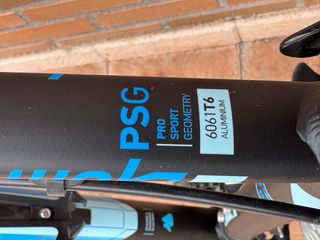 PSG
PRO
SPORT
GEOMETRY
6061T6
ALUMINIUM